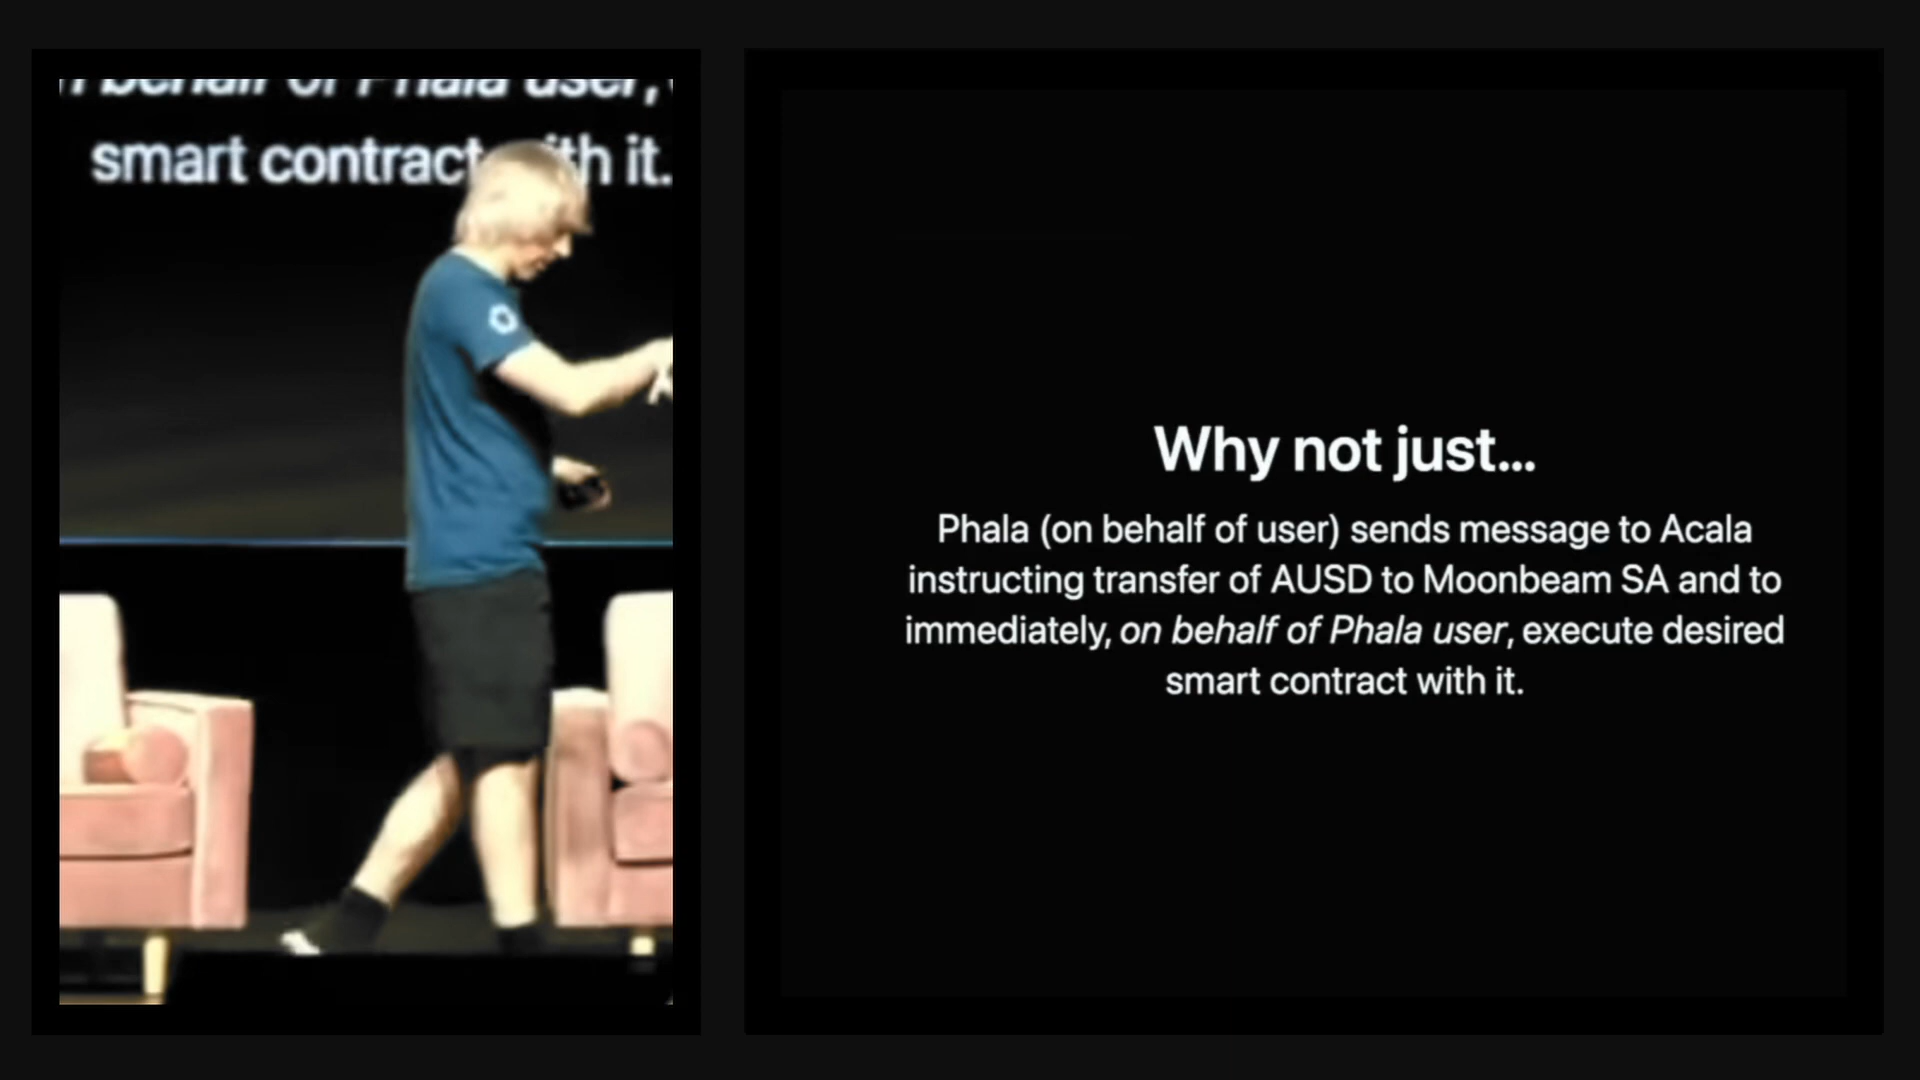 n behalf of Phala user,
smart contract with it.
Why not just...
Phala (on behalf of user) sends message to Acala
instructing transfer of AUSD to Moonbeam SA and to
immediately, on behalf of Phala user, execute desired
smart contract with it.